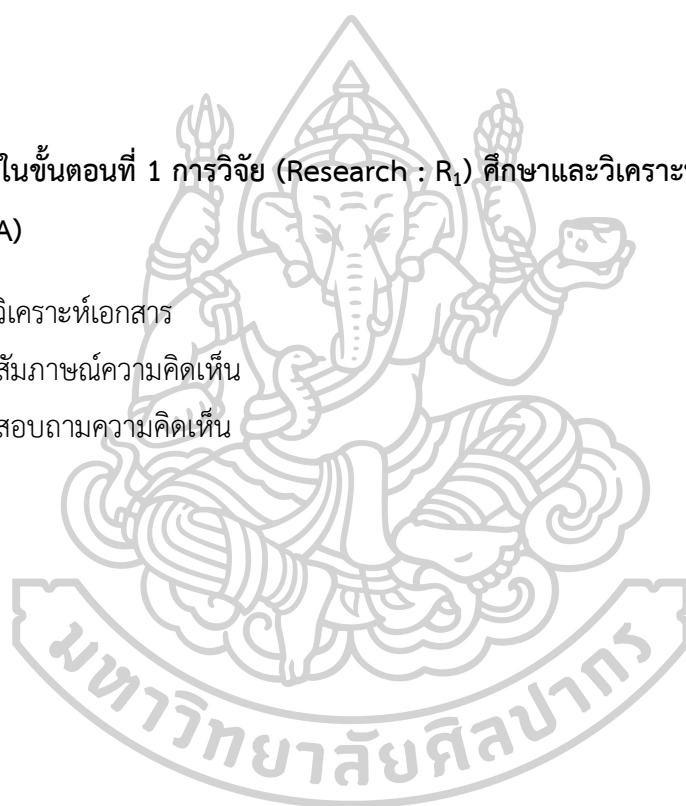 ในขั้นตอนที่ 1 การวิจัย (Research : R₁) ศึกษาและวิเคราะห
A)
วิเคราะห์เอกสาร
สัมภาษณ์ความคิดเห็น
สอบถามความคิดเห็น
มหาวิทยาลัยศิลปากร